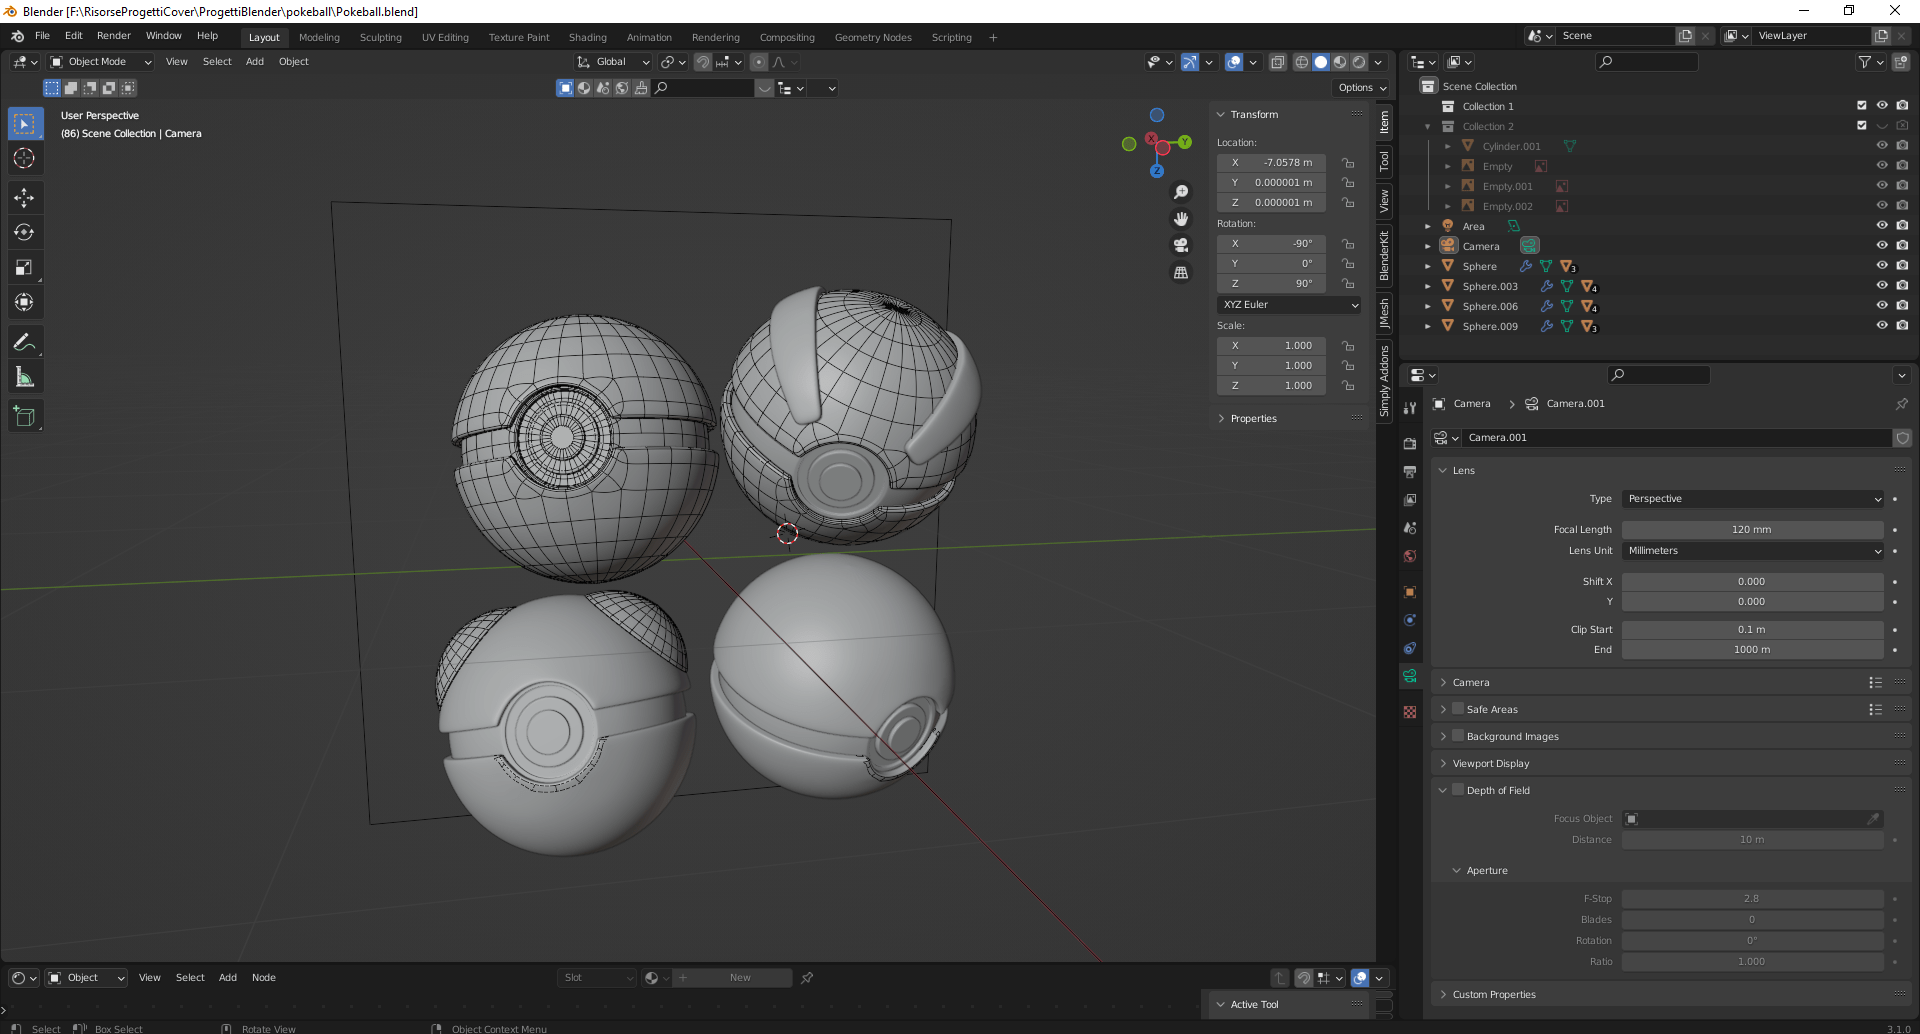 Blender [F:\RisorseProgettiCover\ProgettiBlender\pokeball\Pokeball.blend]
File Edit Render Window Help Layout Modeling Sculpting UV Editing Texture Paint Shading Animation Rendering Compositing Geometry Nodes Scripting + Scene ViewLayer
Object Mode View Select Add Object Global
Options
User Perspective
(86) Scene Collection | Camera
X Y Z
Transform
Location:
X -7.0578 m
Y 0.000001 m
Z 0.000001 m
Rotation:
X -90°
Y 0°
Z 90°
XYZ Euler
Scale:
X 1.000
Y 1.000
Z 1.000
Properties
Item
Tool
View
BlenderKit
JMesh
Simply Addons
Scene Collection
Collection 1
Collection 2
Cylinder.001
Empty
Empty.001
Empty.002
Area
Camera
Sphere 3
Sphere.003 4
Sphere.006 4
Sphere.009 3
Camera > Camera.001
Camera.001
Lens
Type Perspective
Focal Length 120 mm
Lens Unit Millimeters
Shift X 0.000
Y 0.000
Clip Start 0.1 m
End 1000 m
Camera
Safe Areas
Background Images
Viewport Display
Depth of Field
Focus Object
Distance 10 m
Aperture
F-Stop 2.8
Blades 0
Rotation 0°
Ratio 1.000
Custom Properties
Object View Select Add Node Slot + New
Active Tool
Select Box Select Rotate View Object Context Menu 3.1.0